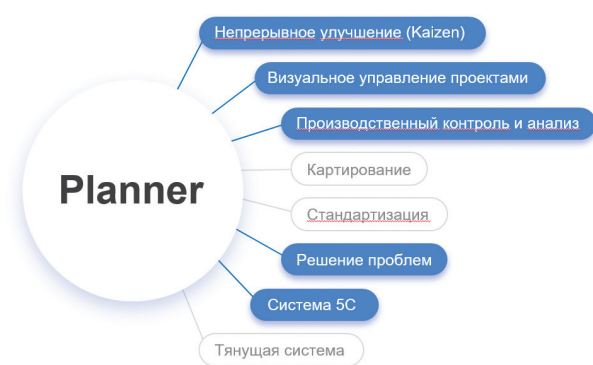 Непрерывное улучшение (Kaizen)
Визуальное управление проектами
Производственный контроль и анализ
Картирование
Planner
Стандартизация
Решение проблем
Система 5С
Тянущая система